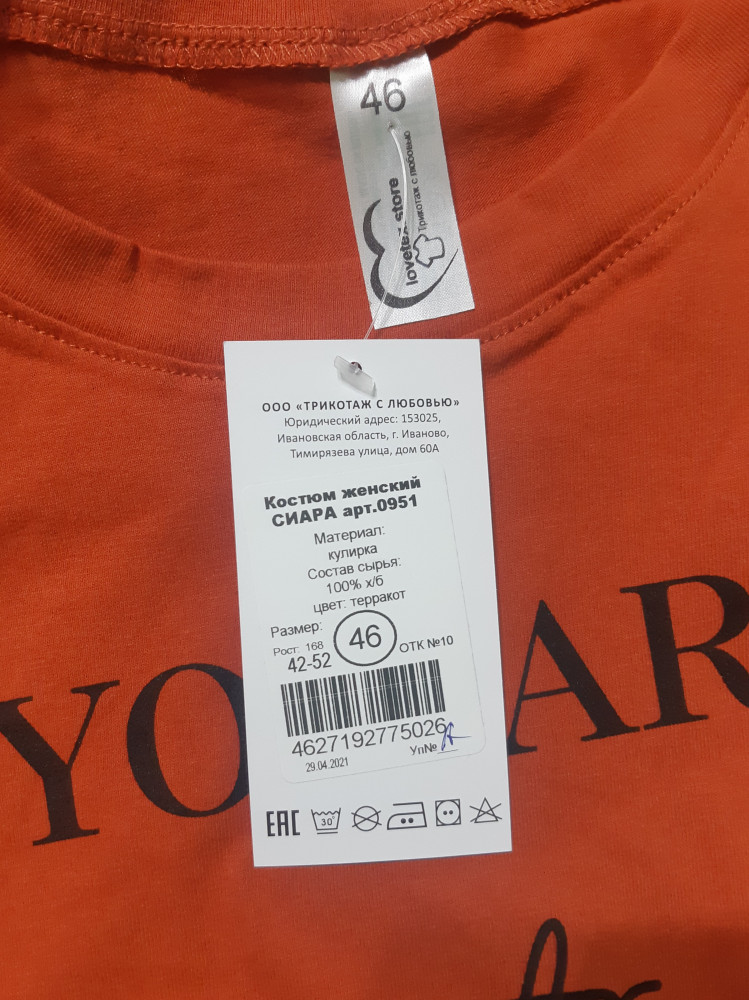 46
lovetex store
Трикотаж с любовью
ООО «ТРИКОТАЖ С ЛЮБОВЬЮ»
Юридический адрес: 153025,
Ивановская область, г. Иваново,
Тимирязева улица, дом 60А
Костюм женский
СИАРА арт.0951
Материал:
кулирка
Состав сырья:
100% х/б
цвет: терракот
Размер:
Рост: 168
46
ОТК №10
42-52
4627192775026
29.04.2021
Уп№
EAC
30°
YO
AR